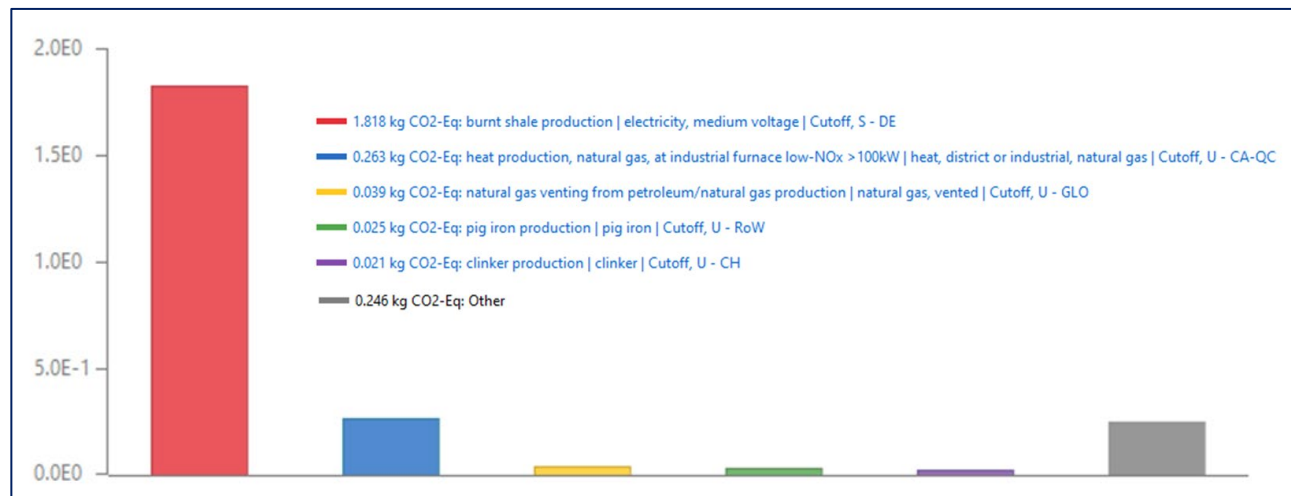 2.0E0
1.818 kg CO2-Eq: burnt shale production | electricity, medium voltage | Cutoff, S - DE
1.5E0
0.263 kg CO2-Eq: heat production, natural gas, at industrial furnace low-NOx >100kW | heat, district or industrial, natural gas | Cutoff, U - CA-QC
0.039 kg CO2-Eq: natural gas venting from petroleum/natural gas production | natural gas, vented | Cutoff, U - GLO
0.025 kg CO2-Eq: pig iron production | pig iron | Cutoff, U - RoW
1.0E0
0.021 kg CO2-Eq: clinker production | clinker | Cutoff, U - CH
0.246 kg CO2-Eq: Other
5.0E-1
0.0E0